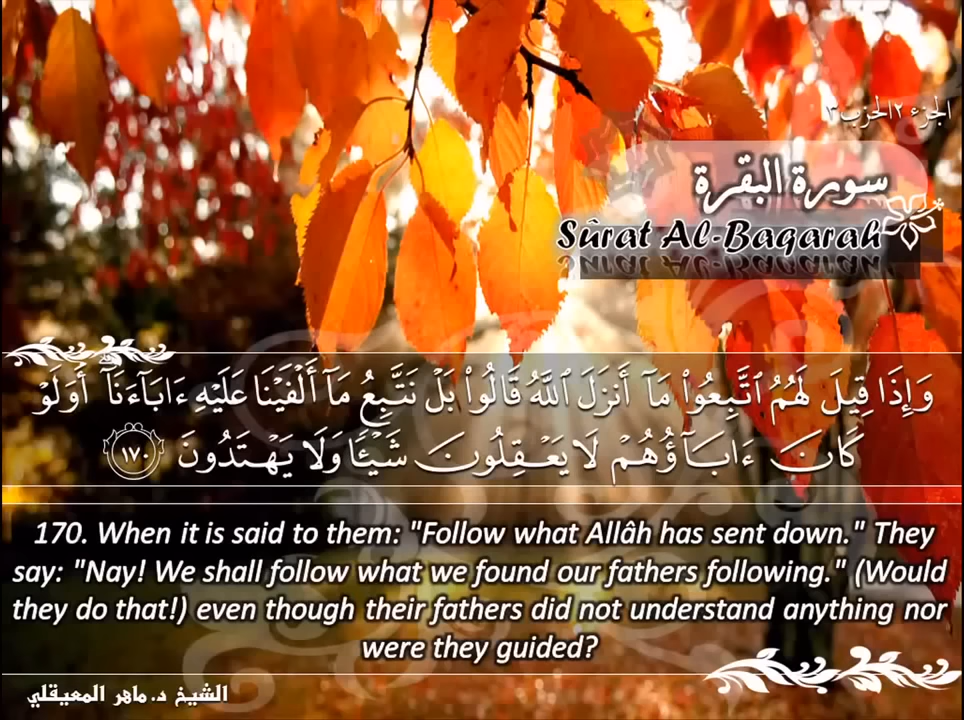 الجزء ٢ الحزب ٣
سورة البقرة
Sûrat Al-Baqarah
وَإِذَا قِيلَ لَهُمُ ٱتَّبِعُوا۟ مَآ أَنزَلَ ٱللَّهُ قَالُوا۟ بَلْ نَتَّبِعُ مَآ أَلْفَيْنَا عَلَيْهِ ءَابَآءَنَآ ۗ أَوَلَوْ
كَانَ ءَابَآؤُهُمْ لَا يَعْقِلُونَ شَيْـًٔا وَلَا يَهْتَدُونَ ١٧٠
170. When it is said to them: "Follow what Allâh has sent down." They
say: "Nay! We shall follow what we found our fathers following." (Would
they do that!) even though their fathers did not understand anything nor
were they guided?
الشيخ د. ماهر المعيقلي